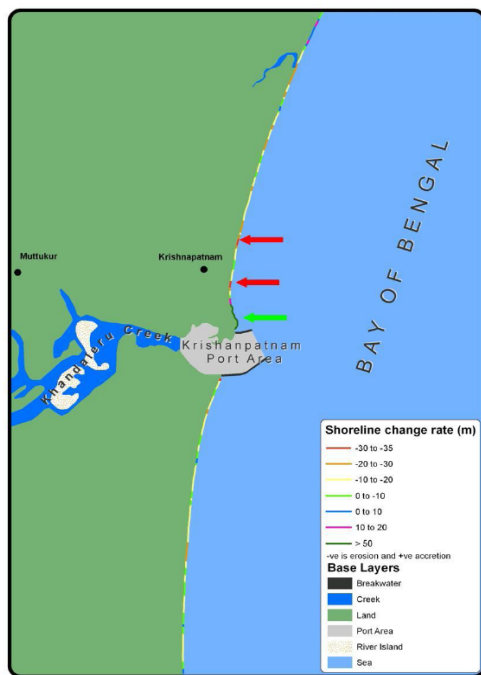 BAY OF BENGAL
Muttukur
Krishnapatnam
Khandaleru Creek
Krishanpatnam
Port Area
Shoreline change rate (m)
-30 to -35
-20 to -30
-10 to -20
0 to -10
0 to 10
10 to 20
> 50
-ve is erosion and +ve accretion
Base Layers
Breakwater
Creek
Land
Port Area
River Island
Sea